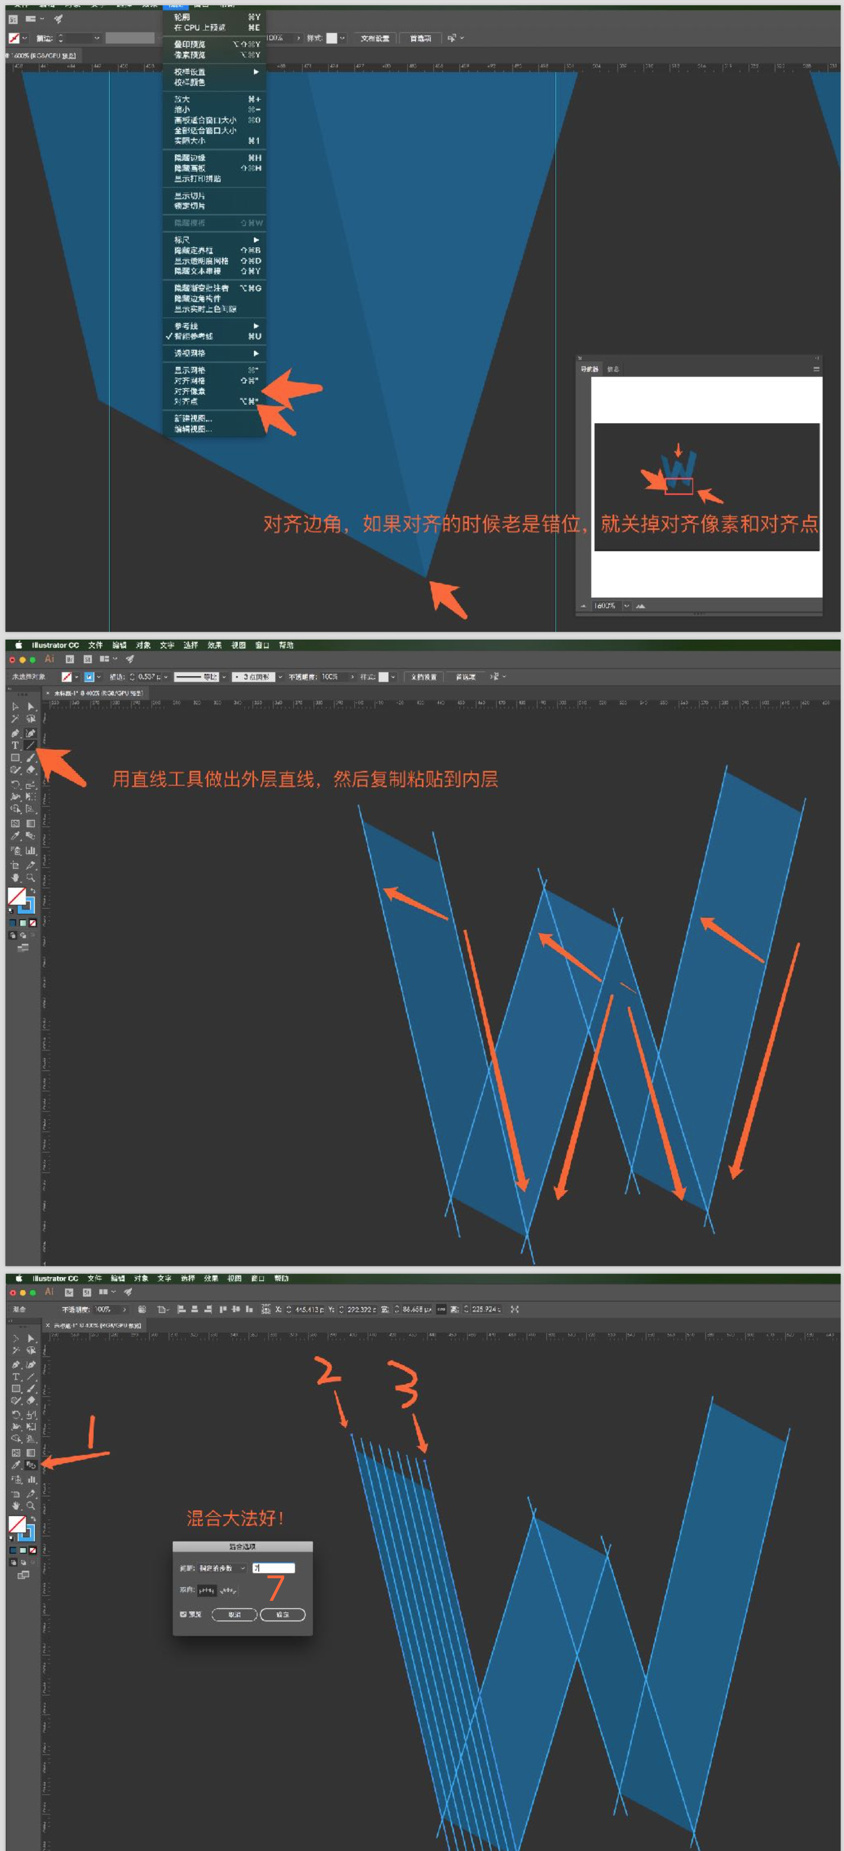 轮廓 ⌘Y
在 CPU 上预览 ⌘E
叠印预览 ⌥⇧⌘Y
像素预览 ⌥⌘Y
校样设置
校样颜色
放大 ⌘+
缩小 ⌘-
画板适合窗口大小 ⌘0
全部适合窗口大小
实际大小 ⌘1
隐藏边缘 ⌘H
隐藏画板 ⇧⌘H
显示打印拼贴
显示切片
锁定切片
隐藏模板 ⇧⌘W
标尺
隐藏定界框 ⇧⌘B
显示透明度网格 ⇧⌘D
隐藏文本串接 ⇧⌘Y
隐藏渐变批注者 ⌥⌘G
隐藏边角构件
显示实时上色间隙
参考线
✓智能参考线 ⌘U
透视网格
显示网格 ⌘"
对齐网格 ⇧⌘"
对齐像素
对齐点 ⌥⌘"
新建视图...
编辑视图...
样式:
文档设置
首选项
导航器 信息
1600%
对齐边角，如果对齐的时候老是错位，就关掉对齐像素和对齐点
Illustrator CC 文件 编辑 对象 文字 选择 效果 视图 窗口 帮助
Ai
未选择对象 描边: 等比 不透明度: 100% 样式: 文档设置 首选项
用直线工具做出外层直线，然后复制粘贴到内层
Illustrator CC 文件 编辑 对象 文字 选择 效果 视图 窗口 帮助
Ai
混合 不透明度: 100%
1
2
3
混合大法好！
混合选项
间距: 指定的步数
7
取向:
预览 取消 确定